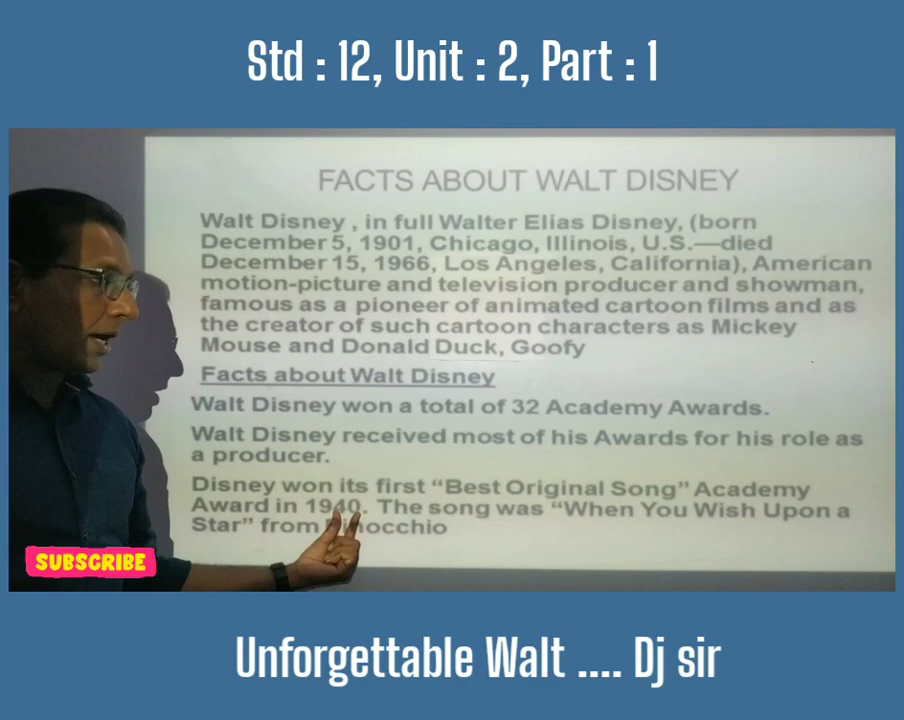 Std : 12, Unit : 2, Part : 1
FACTS ABOUT WALT DISNEY
Walt Disney , in full Walter Elias Disney, (born
December 5, 1901, Chicago, Illinois, U.S.—died
December 15, 1966, Los Angeles, California), American
motion-picture and television producer and showman,
famous as a pioneer of animated cartoon films and as
the creator of such cartoon characters as Mickey
Mouse and Donald Duck, Goofy
Facts about Walt Disney
Walt Disney won a total of 32 Academy Awards.
Walt Disney received most of his Awards for his role as
a producer.
Disney won its first “Best Original Song” Academy
Award in 1940. The song was “When You Wish Upon a
Star” from Pinocchio
SUBSCRIBE
Unforgettable Walt .... Dj sir